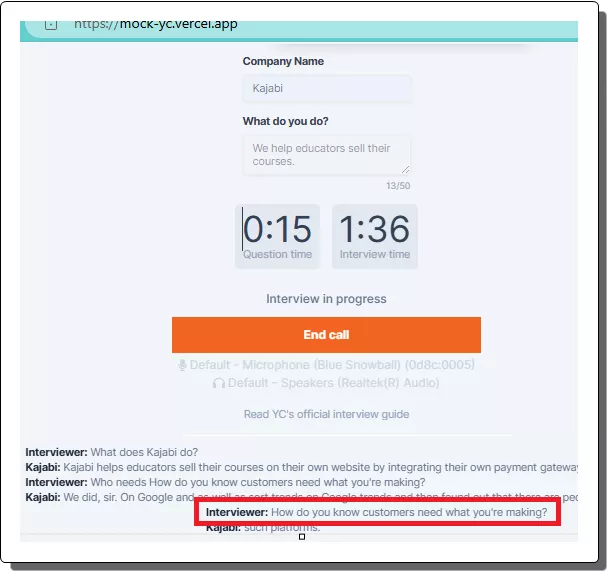 https://mock-yc.vercel.app
Company Name
Kajabi
What do you do?
We help educators sell their
courses.
13/50
0:15
Question time
1:36
Interview time
Interview in progress
End call
Default - Microphone (Blue Snowball) (0d8c:0005)
Default - Speakers (Realtek(R) Audio)
Read YC's official interview guide
Interviewer: What does Kajabi do?
Kajabi: Kajabi helps educators sell their courses on their own website by integrating their own payment gateway
Interviewer: Who needs How do you know customers need what you're making?
Kajabi: We did, sir. On Google and as well as sort trends on Google trends and then found out that there are
Interviewer: How do you know customers need what you're making?
Kajabi: such platforms.